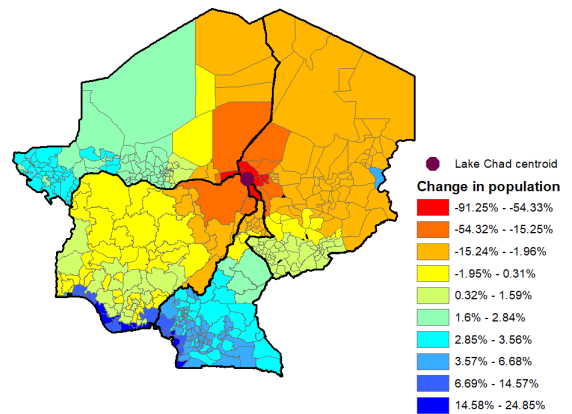 Lake Chad centroid
Change in population
-91.25% - -54.33%
-54.32% - -15.25%
-15.24% - -1.96%
-1.95% - 0.31%
0.32% - 1.59%
1.6% - 2.84%
2.85% - 3.56%
3.57% - 6.68%
6.69% - 14.57%
14.58% - 24.85%